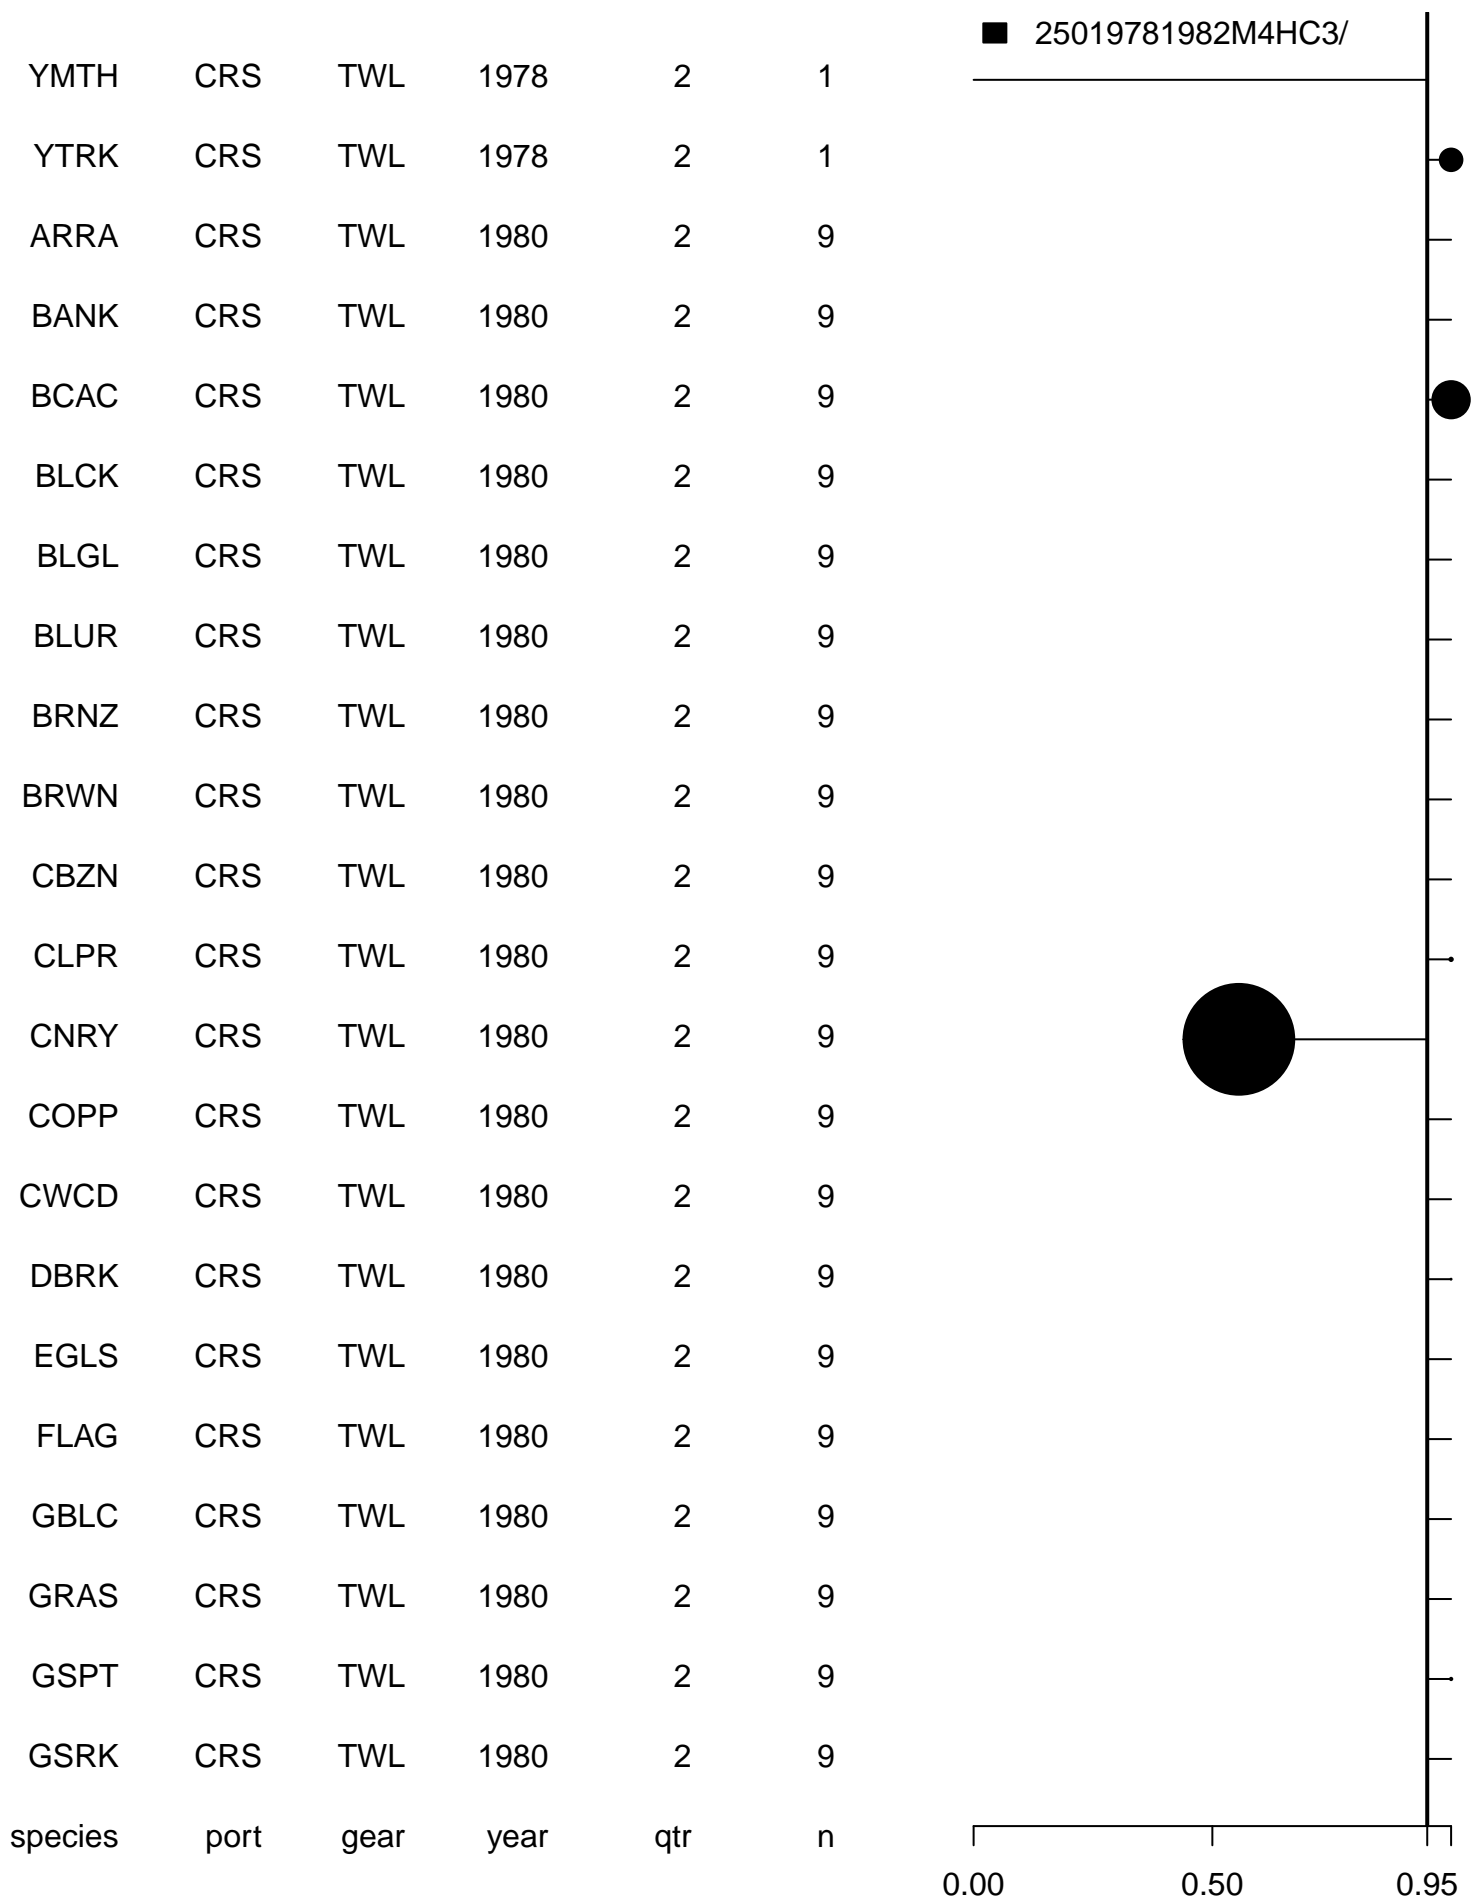 25019781982M4HC3/
YMTH CRS TWL 1978 2 1
YTRK CRS TWL 1978 2 1
ARRA CRS TWL 1980 2 9
BANK CRS TWL 1980 2 9
BCAC CRS TWL 1980 2 9
BLCK CRS TWL 1980 2 9
BLGL CRS TWL 1980 2 9
BLUR CRS TWL 1980 2 9
BRNZ CRS TWL 1980 2 9
BRWN CRS TWL 1980 2 9
CBZN CRS TWL 1980 2 9
CLPR CRS TWL 1980 2 9
CNRY CRS TWL 1980 2 9
COPP CRS TWL 1980 2 9
CWCD CRS TWL 1980 2 9
DBRK CRS TWL 1980 2 9
EGLS CRS TWL 1980 2 9
FLAG CRS TWL 1980 2 9
GBLC CRS TWL 1980 2 9
GRAS CRS TWL 1980 2 9
GSPT CRS TWL 1980 2 9
GSRK CRS TWL 1980 2 9
species port gear year qtr n
0.00 0.50 0.95